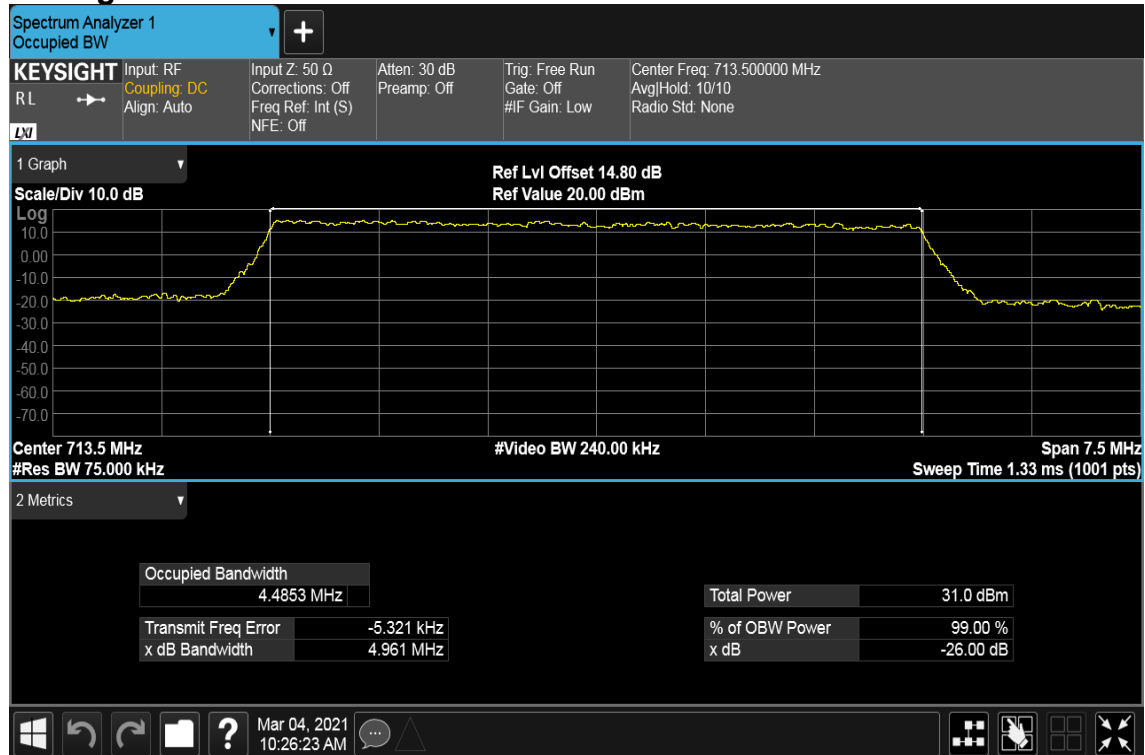 Spectrum Analyzer 1
Occupied BW
KEYSIGHT
R L
LXI
Input: RF
Coupling: DC
Align: Auto
Input Z: 50 Ω
Corrections: Off
Freq Ref: Int (S)
NFE: Off
Atten: 30 dB
Preamp: Off
Trig: Free Run
Gate: Off
#IF Gain: Low
Center Freq: 713.500000 MHz
Avg|Hold: 10/10
Radio Std: None
1 Graph
Scale/Div 10.0 dB
Ref Lvl Offset 14.80 dB
Ref Value 20.00 dBm
Log
10.0
0.00
-10.0
-20.0
-30.0
-40.0
-50.0
-60.0
-70.0
Center 713.5 MHz
#Res BW 75.000 kHz
#Video BW 240.00 kHz
Span 7.5 MHz
Sweep Time 1.33 ms (1001 pts)
2 Metrics
Occupied Bandwidth
4.4853 MHz
Transmit Freq Error -5.321 kHz
x dB Bandwidth 4.961 MHz
Total Power 31.0 dBm
% of OBW Power 99.00 %
x dB -26.00 dB
?
Mar 04, 2021
10:26:23 AM